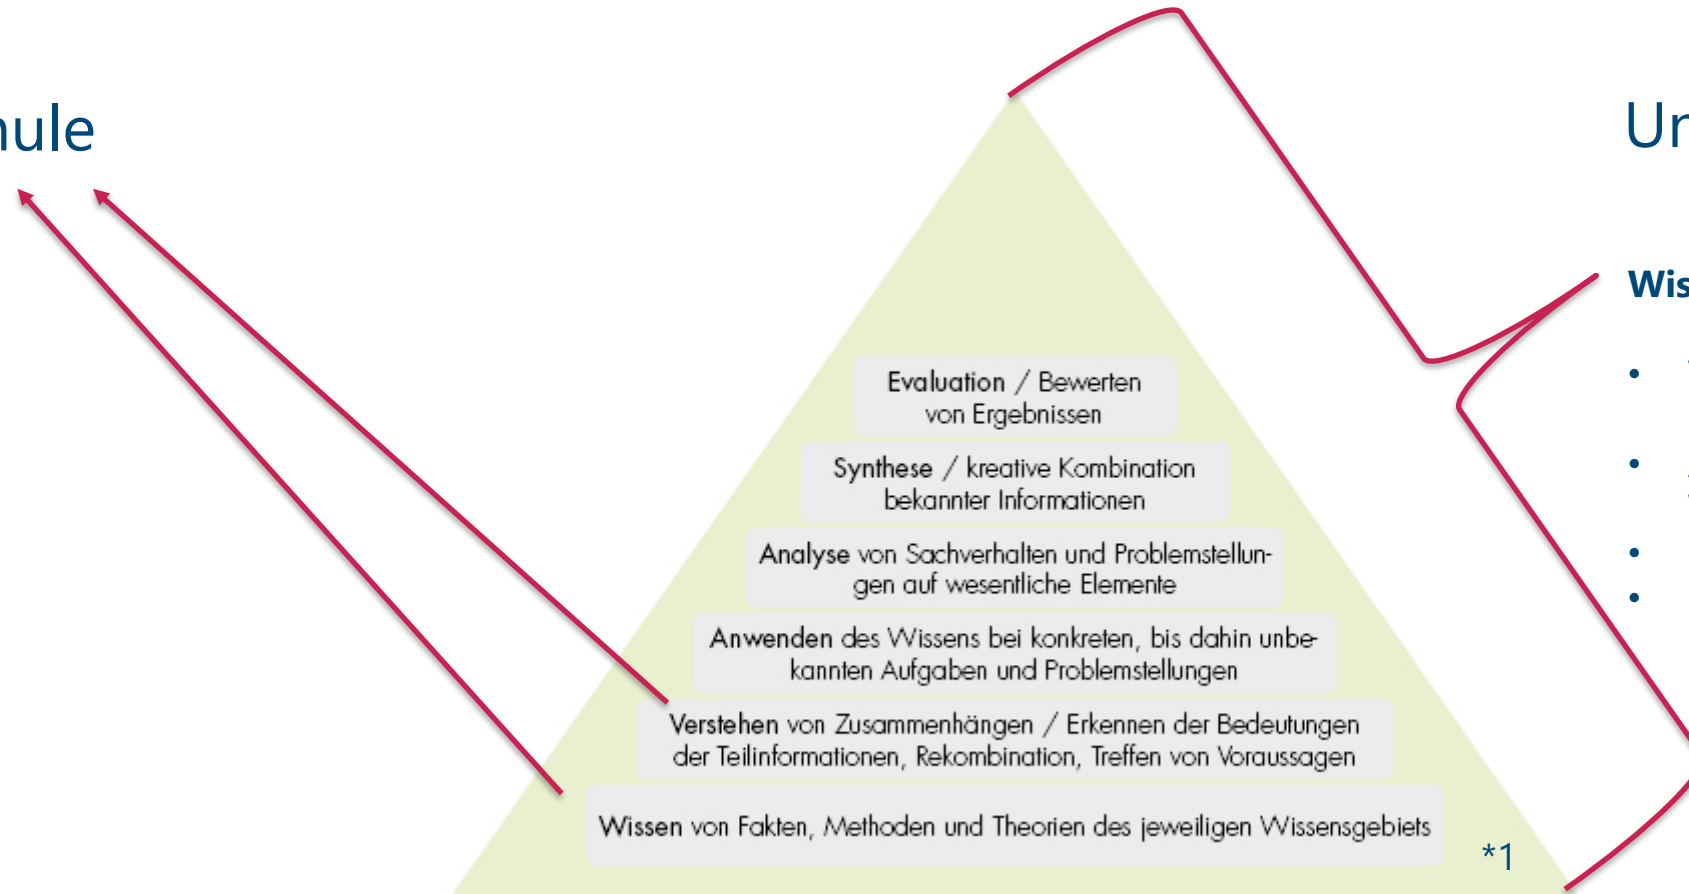 hule
Un
Wis
Evaluation / Bewerten
von Ergebnissen
Synthese / kreative Kombination
bekannter Informationen
Analyse von Sachverhalten und Problemstellun-
gen auf wesentliche Elemente
Anwenden des Wissens bei konkreten, bis dahin unbe-
kannten Aufgaben und Problemstellungen
Verstehen von Zusammenhängen / Erkennen der Bedeutungen
der Teilinformationen, Rekombination, Treffen von Voraussagen
Wissen von Fakten, Methoden und Theorien des jeweiligen Wissensgebiets
*1